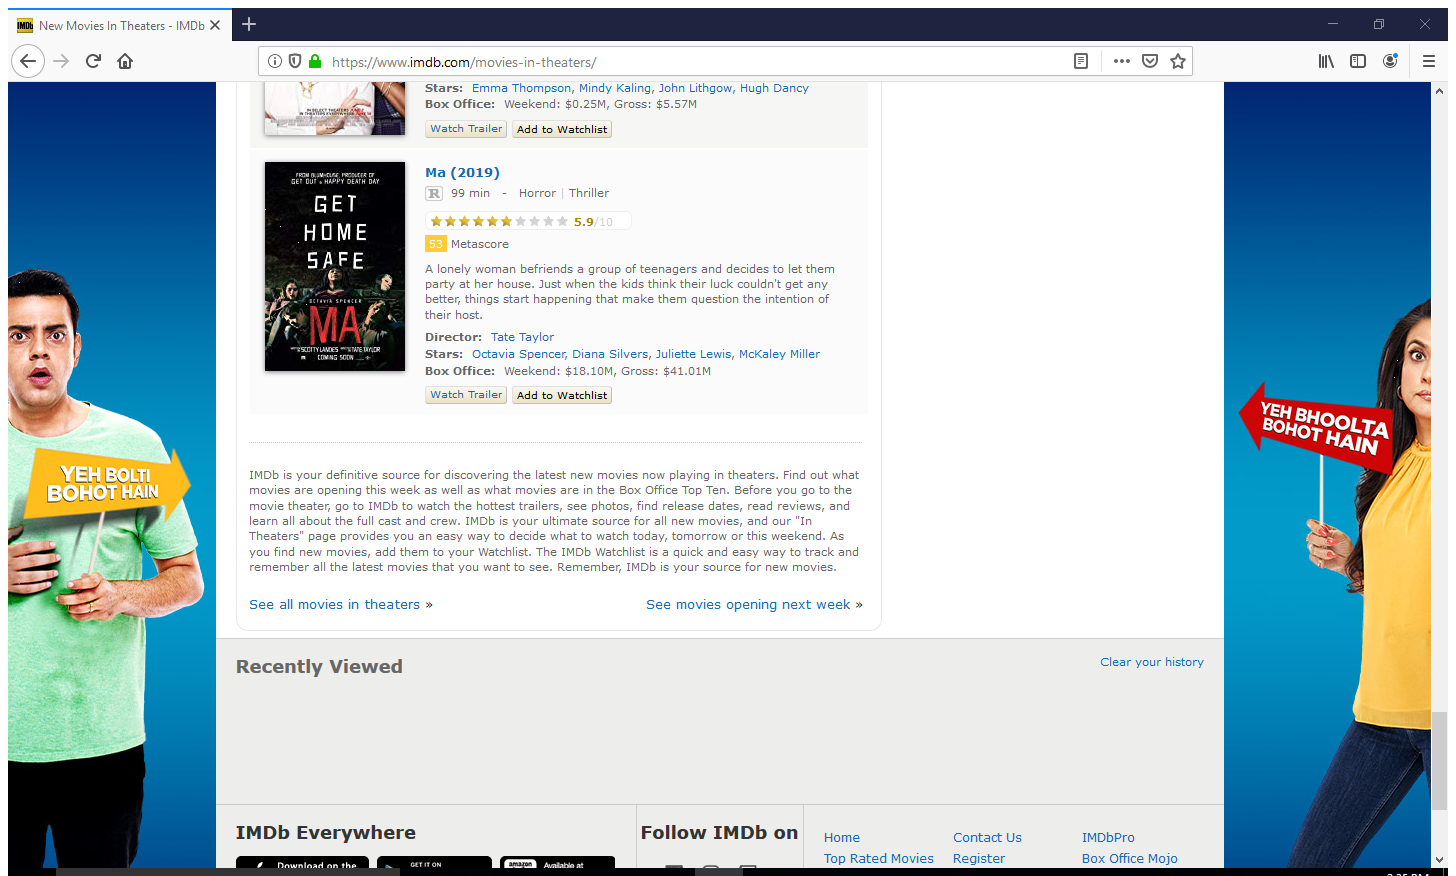 New Movies In Theaters - IMDb
https://www.imdb.com/movies-in-theaters/
Stars: Emma Thompson, Mindy Kaling, John Lithgow, Hugh Dancy
Box Office: Weekend: $0.25M, Gross: $5.57M
Watch Trailer Add to Watchlist
FROM BLUMHOUSE, PRODUCER OF
GET OUT & HAPPY DEATH DAY
GET
HOME
SAFE
OCTAVIA SPENCER
MA
COMING SOON
Ma (2019)
R 99 min - Horror | Thriller
5.9/10
53 Metascore
A lonely woman befriends a group of teenagers and decides to let them
party at her house. Just when the kids think their luck couldn't get any
better, things start happening that make them question the intention of
their host.
Director: Tate Taylor
Stars: Octavia Spencer, Diana Silvers, Juliette Lewis, McKaley Miller
Box Office: Weekend: $18.10M, Gross: $41.01M
Watch Trailer Add to Watchlist
YEH BOLTI
BOHOT HAIN
YEH BHOOLTA
BOHOT HAIN
IMDb is your definitive source for discovering the latest new movies now playing in theaters. Find out what
movies are opening this week as well as what movies are in the Box Office Top Ten. Before you go to the
movie theater, go to IMDb to watch the hottest trailers, see photos, find release dates, read reviews, and
learn all about the full cast and crew. IMDb is your ultimate source for all new movies, and our "In
Theaters" page provides you an easy way to decide what to watch today, tomorrow or this weekend. As
you find new movies, add them to your Watchlist. The IMDb Watchlist is a quick and easy way to track and
remember all the latest movies that you want to see. Remember, IMDb is your source for new movies.
See all movies in theaters » See movies opening next week »
Recently Viewed Clear your history
IMDb Everywhere Follow IMDb on
Home Contact Us IMDbPro
Top Rated Movies Register Box Office Mojo
Download on the GET IT ON amazon Available at